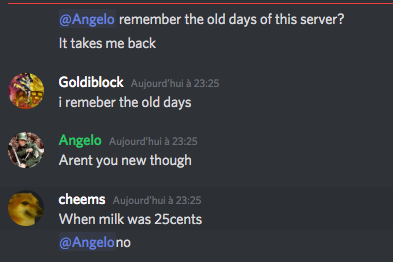 @Angelo remember the old days of this server?
It takes me back
Goldiblock Aujourd'hui à 23:25
i remeber the old days
Angelo Aujourd'hui à 23:25
Arent you new though
cheems Aujourd'hui à 23:25
When milk was 25cents
@Angelo no